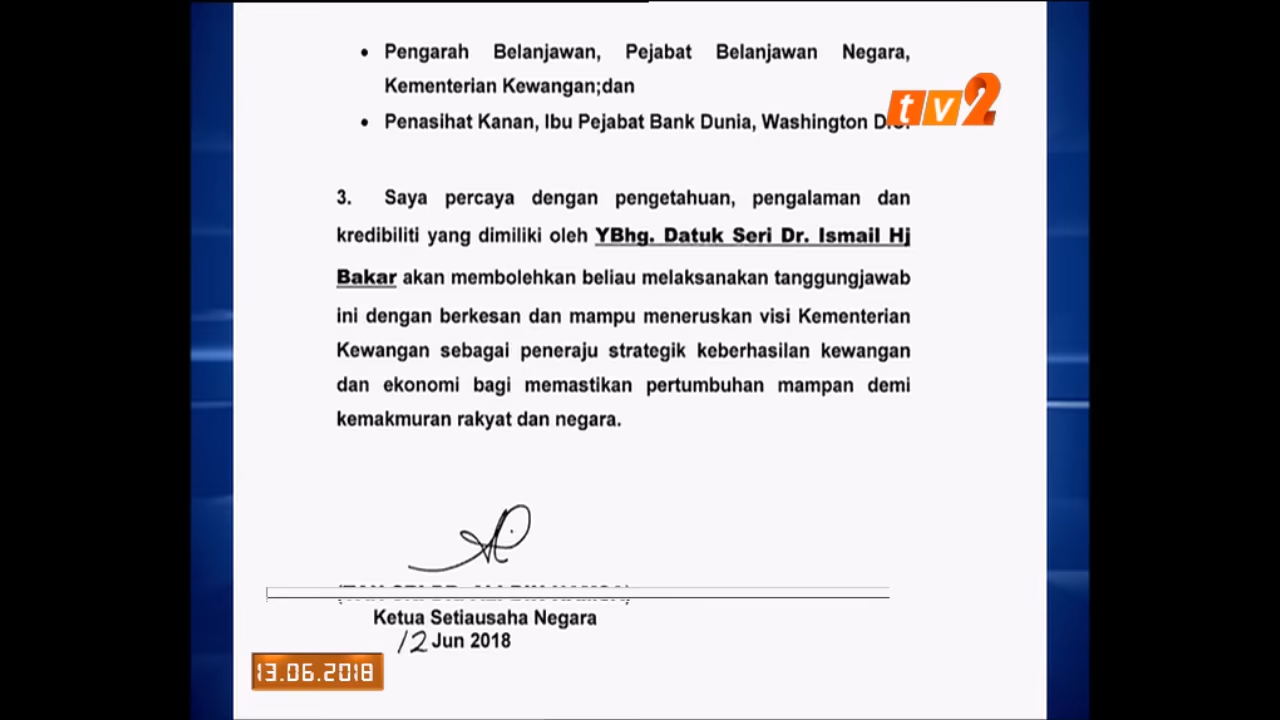 • Pengarah Belanjawan, Pejabat Belanjawan Negara,
Kementerian Kewangan;dan
• Penasihat Kanan, Ibu Pejabat Bank Dunia, Washington
tv2
3. Saya percaya dengan pengetahuan, pengalaman dan
kredibiliti yang dimiliki oleh YBhg. Datuk Seri Dr. Ismail Hj
Bakar akan membolehkan beliau melaksanakan tanggungjawab
ini dengan berkesan dan mampu meneruskan visi Kementerian
Kewangan sebagai peneraju strategik keberhasilan kewangan
dan ekonomi bagi memastikan pertumbuhan mampan demi
kemakmuran rakyat dan negara.
Ketua Setiausaha Negara
12 Jun 2018
13.06.2018